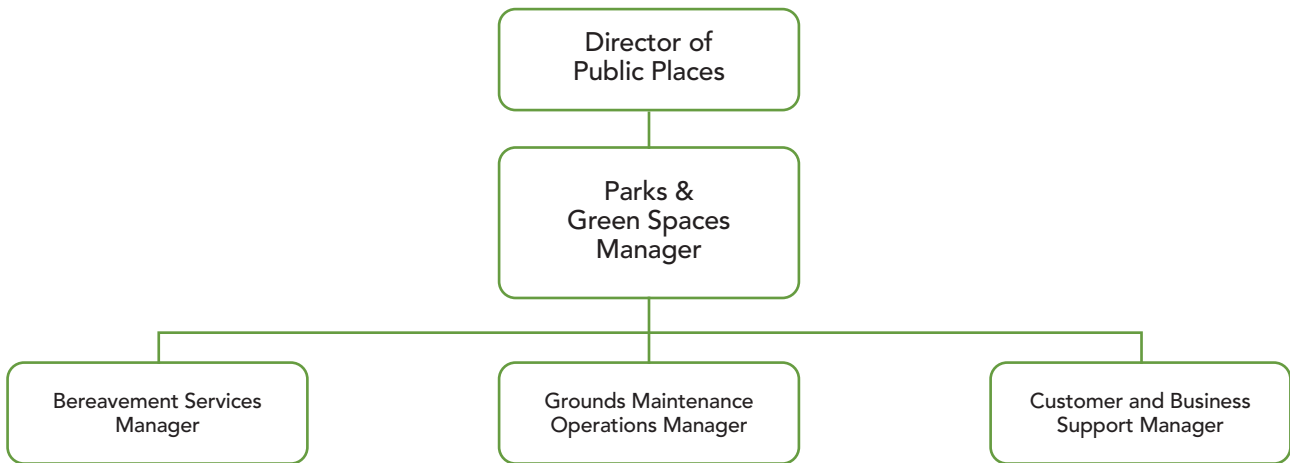 Director of
Public Places
Parks &
Green Spaces
Manager
Bereavement Services
Manager
Grounds Maintenance
Operations Manager
Customer and Business
Support Manager